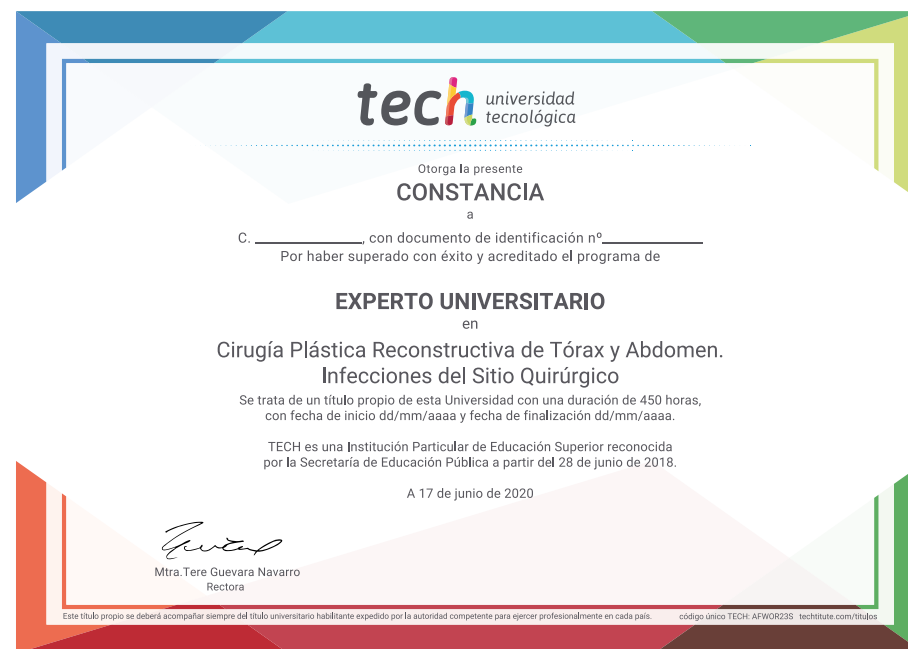 tech universidad
tecnológica
Otorga la presente
CONSTANCIA
a
C. ______________, con documento de identificación nº_____________
Por haber superado con éxito y acreditado el programa de
EXPERTO UNIVERSITARIO
en
Cirugía Plástica Reconstructiva de Tórax y Abdomen.
Infecciones del Sitio Quirúrgico
Se trata de un título propio de esta Universidad con una duración de 450 horas,
con fecha de inicio dd/mm/aaaa y fecha de finalización dd/mm/aaaa.
TECH es una Institución Particular de Educación Superior reconocida
por la Secretaría de Educación Pública a partir del 28 de junio de 2018.
A 17 de junio de 2020
Mtra.Tere Guevara Navarro
Rectora
Este título propio se deberá acompañar siempre del título universitario habilitante expedido por la autoridad competente para ejercer profesionalmente en cada país. código único TECH: AFWOR23S techtitute.com/titulos